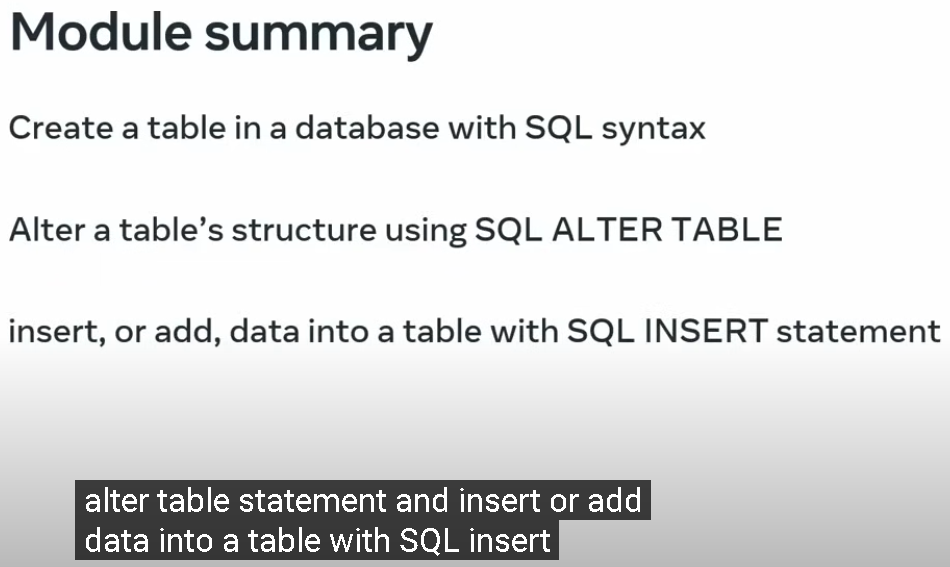 Module summary
Create a table in a database with SQL syntax
Alter a table’s structure using SQL ALTER TABLE
insert, or add, data into a table with SQL INSERT statement
alter table statement and insert or add
data into a table with SQL insert